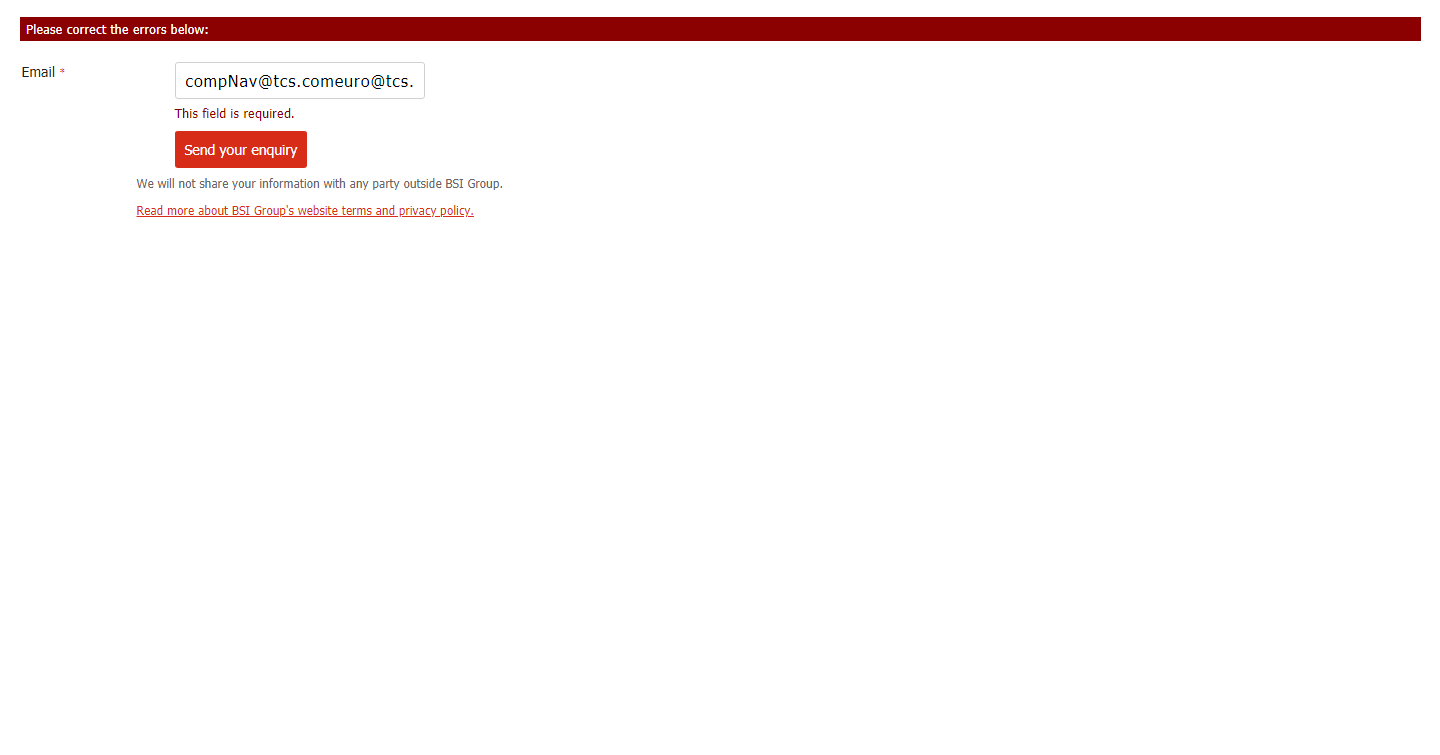 Please correct the errors below:
Email *
compNav@tcs.comeuro@tcs.
This field is required.
Send your enquiry
We will not share your information with any party outside BSI Group.
Read more about BSI Group's website terms and privacy policy.